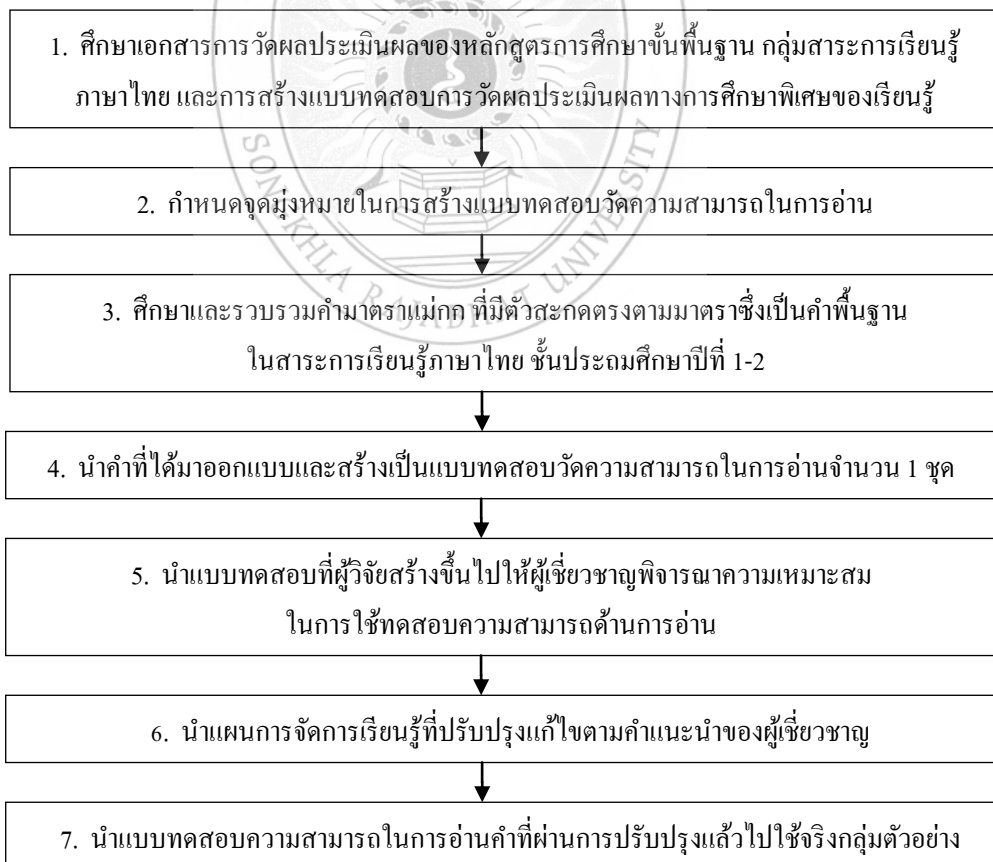 1. ศึกษาเอกสารการวัดผลประเมินผลของหลักสูตรการศึกษาขั้นพื้นฐาน กลุ่มสาระการเรียนรู้
ภาษาไทย และการสร้างแบบทดสอบการวัดผลประเมินผลทางการศึกษาพิเศษของเรียนรู้
2. กำหนดจุดมุ่งหมายในการสร้างแบบทดสอบวัดความสามารถในการอ่าน
3. ศึกษาและรวบรวมคำมาตราแม่กก ที่มีตัวสะกดตรงตามมาตราซึ่งเป็นคำพื้นฐาน
ในสาระการเรียนรู้ภาษาไทย ชั้นประถมศึกษาปีที่ 1-2
4. นำคำที่ได้มาออกแบบและสร้างเป็นแบบทดสอบวัดความสามารถในการอ่านจำนวน 1 ชุด
5. นำแบบทดสอบที่ผู้วิจัยสร้างขึ้นไปให้ผู้เชี่ยวชาญพิจารณาความเหมาะสม
ในการใช้ทดสอบความสามารถด้านการอ่าน
6. นำแผนการจัดการเรียนรู้ที่ปรับปรุงแก้ไขตามคำแนะนำของผู้เชี่ยวชาญ
7. นำแบบทดสอบความสามารถในการอ่านคำที่ผ่านการปรับปรุงแล้วไปใช้จริงกลุ่มตัวอย่าง
SONGKHLA RAJABHAT UNIVERSITY